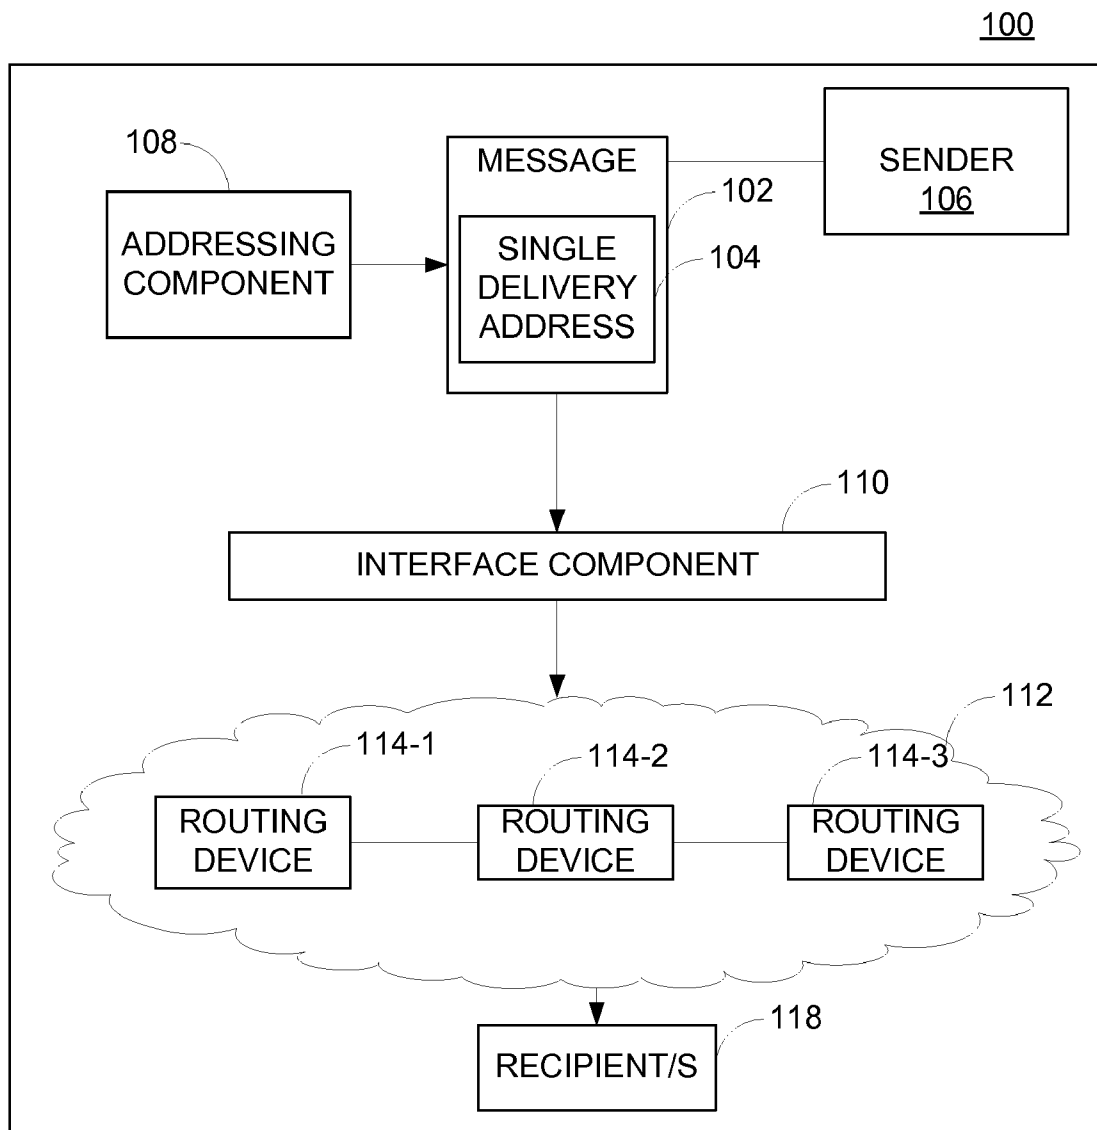 100
108
MESSAGE
SENDER
106
102
ADDRESSING
COMPONENT
SINGLE
DELIVERY
ADDRESS
104
110
INTERFACE COMPONENT
112
114-1
114-2
114-3
ROUTING
DEVICE
ROUTING
DEVICE
ROUTING
DEVICE
118
RECIPIENT/S